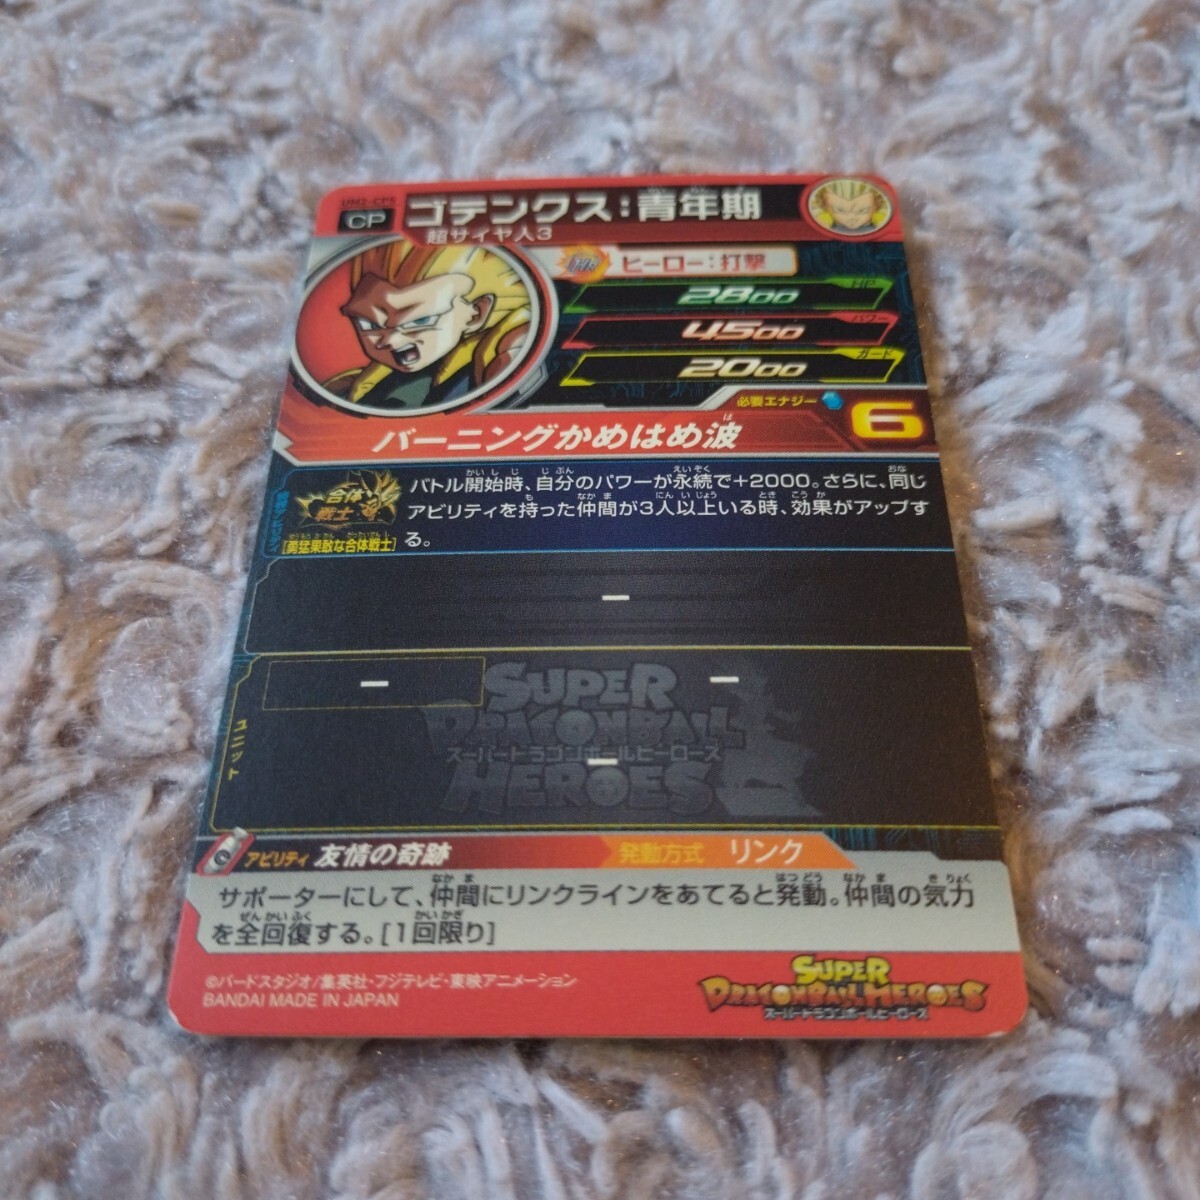 UM2-CP5
CP
ゴテンクス:青年期
超サイヤ人3
ヒーロー:打撃
HP
2800
パワー
4500
ガード
2000
必要エナジー
6
バーニングかめはめ波
合体戦士
[勇猛果敢な合体戦士]
バトル開始時、自分のパワーが永続で+2000。さらに、同じ
アビリティを持った仲間が3人以上いる時、効果がアップす
る。
ー
ー
ー
ー
ユニット
SUPER
DRAGONBALL
スーパードラゴンボールヒーローズ
HEROES
アビリティ 友情の奇跡
発動方式 リンク
サポーターにして、仲間にリンクラインをあてると発動。仲間の気力
を全回復する。[1回限り]
©バードスタジオ/集英社・フジテレビ・東映アニメーション
BANDAI MADE IN JAPAN
SUPER
DRAGONBALL HEROES
スーパードラゴンボールヒーローズ